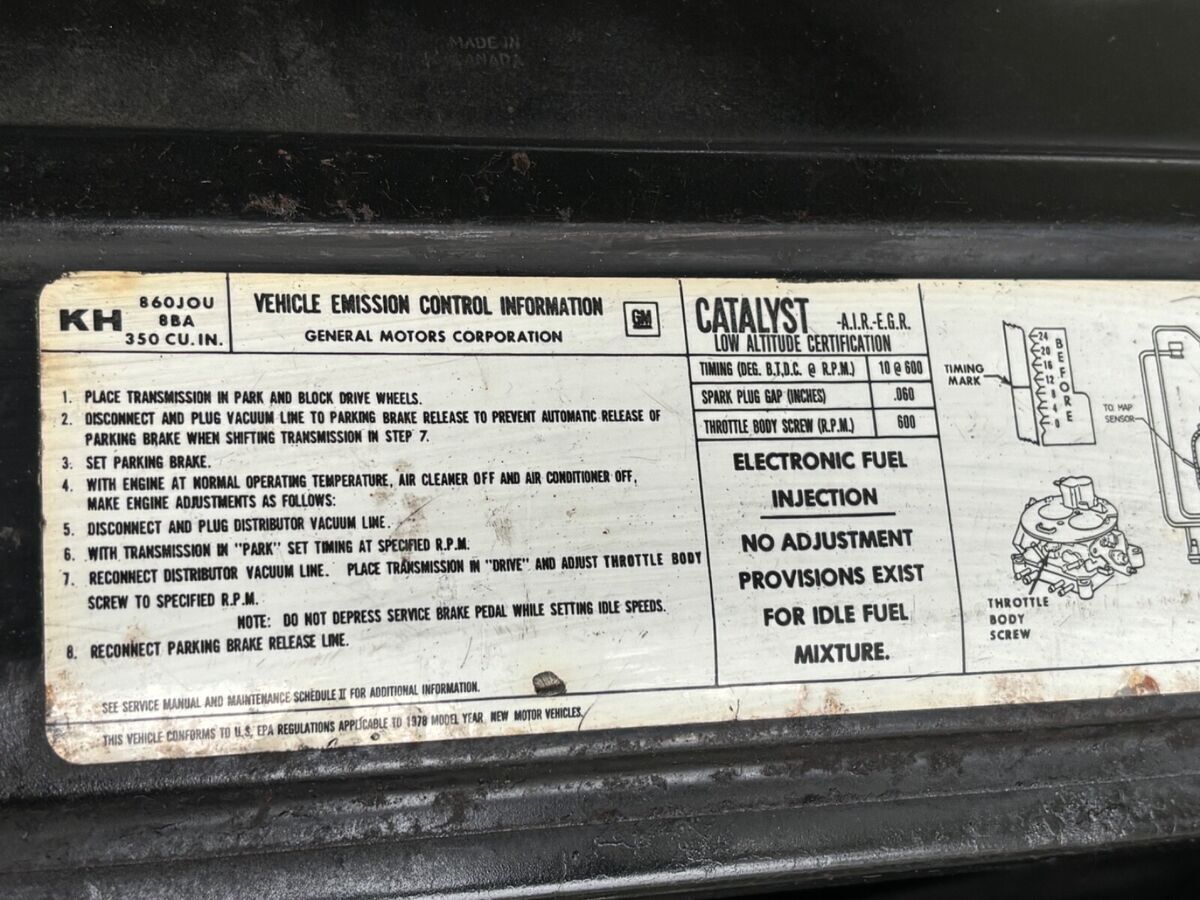 MADE IN
CANADA
KH
860JOU
8BA
350 CU.IN.
VEHICLE EMISSION CONTROL INFORMATION
GENERAL MOTORS CORPORATION
GM
1. PLACE TRANSMISSION IN PARK AND BLOCK DRIVE WHEELS.
2. DISCONNECT AND PLUG VACUUM LINE TO PARKING BRAKE RELEASE TO PREVENT AUTOMATIC RELEASE OF
PARKING BRAKE WHEN SHIFTING TRANSMISSION IN STEP 7.
3. SET PARKING BRAKE.
4. WITH ENGINE AT NORMAL OPERATING TEMPERATURE, AIR CLEANER OFF AND AIR CONDITIONER OFF,
MAKE ENGINE ADJUSTMENTS AS FOLLOWS:
5. DISCONNECT AND PLUG DISTRIBUTOR VACUUM LINE.
6. WITH TRANSMISSION IN "PARK" SET TIMING AT SPECIFIED R.P.M.
7. RECONNECT DISTRIBUTOR VACUUM LINE. PLACE TRANSMISSION IN "DRIVE" AND ADJUST THROTTLE BODY
SCREW TO SPECIFIED R.P.M.
NOTE: DO NOT DEPRESS SERVICE BRAKE PEDAL WHILE SETTING IDLE SPEEDS.
8. RECONNECT PARKING BRAKE RELEASE LINE.
SEE SERVICE MANUAL AND MAINTENANCE SCHEDULE II FOR ADDITIONAL INFORMATION.
THIS VEHICLE CONFORMS TO U.S. EPA REGULATIONS APPLICABLE TO 1978 MODEL YEAR NEW MOTOR VEHICLES.
CATALYST -A.I.R.-E.G.R.
LOW ALTITUDE CERTIFICATION
TIMING (DEG. B.T.D.C. @ R.P.M.) 10 @ 600
SPARK PLUG GAP (INCHES) .060
THROTTLE BODY SCREW (R.P.M.) 600
ELECTRONIC FUEL
INJECTION
NO ADJUSTMENT
PROVISIONS EXIST
FOR IDLE FUEL
MIXTURE.
TIMING
MARK
24
20
16
12
8
4
0
BEFORE
TO MAP
SENSOR
THROTTLE
BODY
SCREW